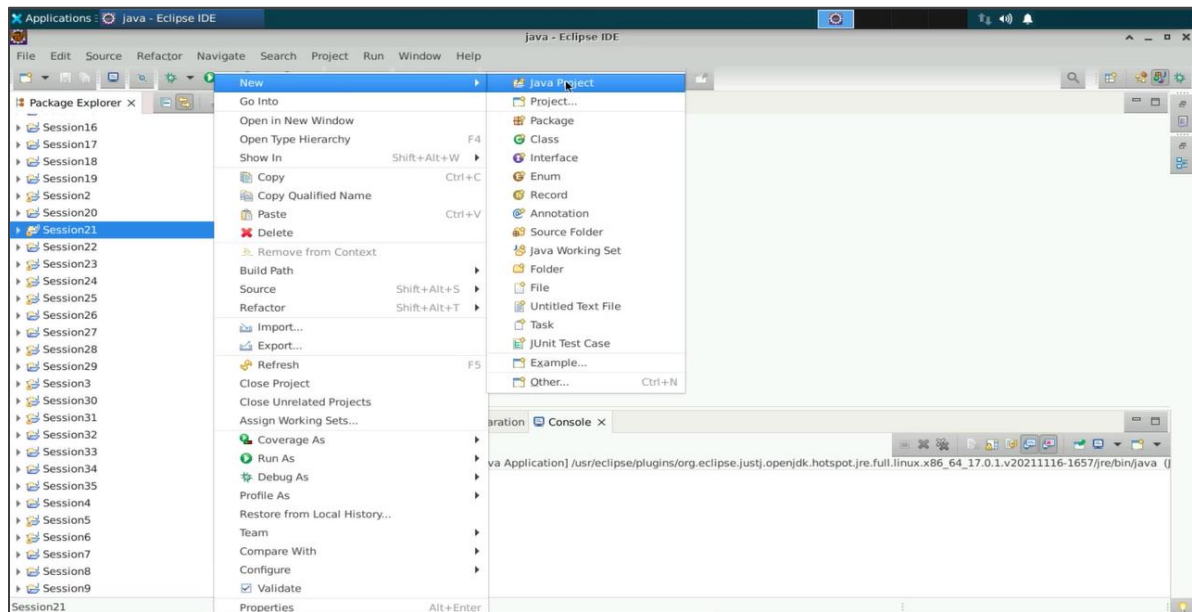 Applications : java - Eclipse IDE
java - Eclipse IDE
File Edit Source Refactor Navigate Search Project Run Window Help
Package Explorer
Session16
Session17
Session18
Session19
Session2
Session20
Session21
Session22
Session23
Session24
Session25
Session26
Session27
Session28
Session29
Session3
Session30
Session31
Session32
Session33
Session34
Session35
Session4
Session5
Session6
Session7
Session8
Session9
Session21
New
Go Into
Open in New Window
Open Type Hierarchy F4
Show In Shift+Alt+W
Copy Ctrl+C
Copy Qualified Name
Paste Ctrl+V
Delete
Remove from Context
Build Path
Source Shift+Alt+S
Refactor Shift+Alt+T
Import...
Export...
Refresh F5
Close Project
Close Unrelated Projects
Assign Working Sets...
Coverage As
Run As
Debug As
Profile As
Restore from Local History...
Team
Compare With
Configure
Validate
Properties Alt+Enter
Java Project
Project...
Package
Class
Interface
Enum
Record
Annotation
Source Folder
Java Working Set
Folder
File
Untitled Text File
Task
JUnit Test Case
Example...
Other... Ctrl+N
aration Console
va Application] /usr/eclipse/plugins/org.eclipse.justj.openjdk.hotspot.jre.full.linux.x86_64_17.0.1.v20211116-1657/jre/bin/java (J